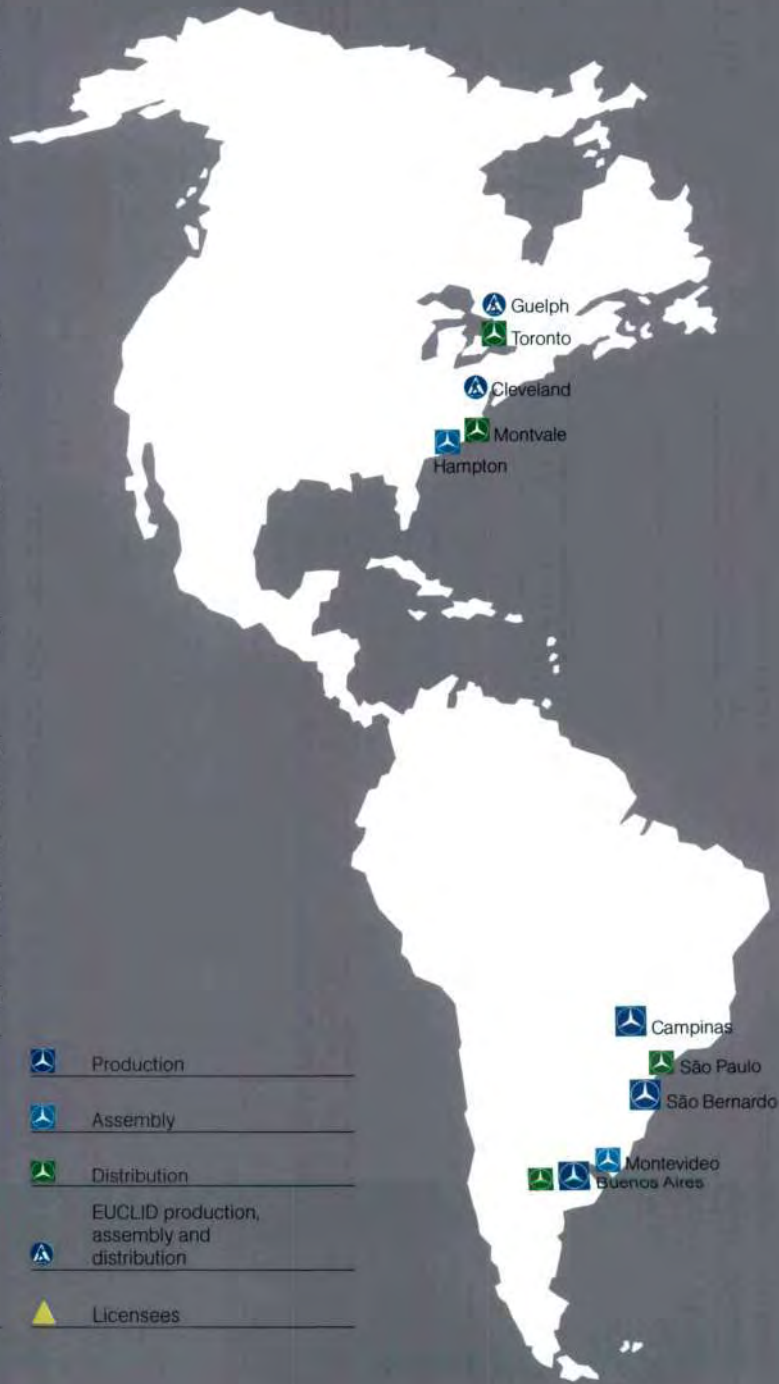 Guelph
Toronto
Cleveland
Montvale
Hampton
Campinas
São Paulo
São Bernardo
Montevideo
Buenos Aires
Production
Assembly
Distribution
EUCLID production,
assembly and
distribution
Licensees